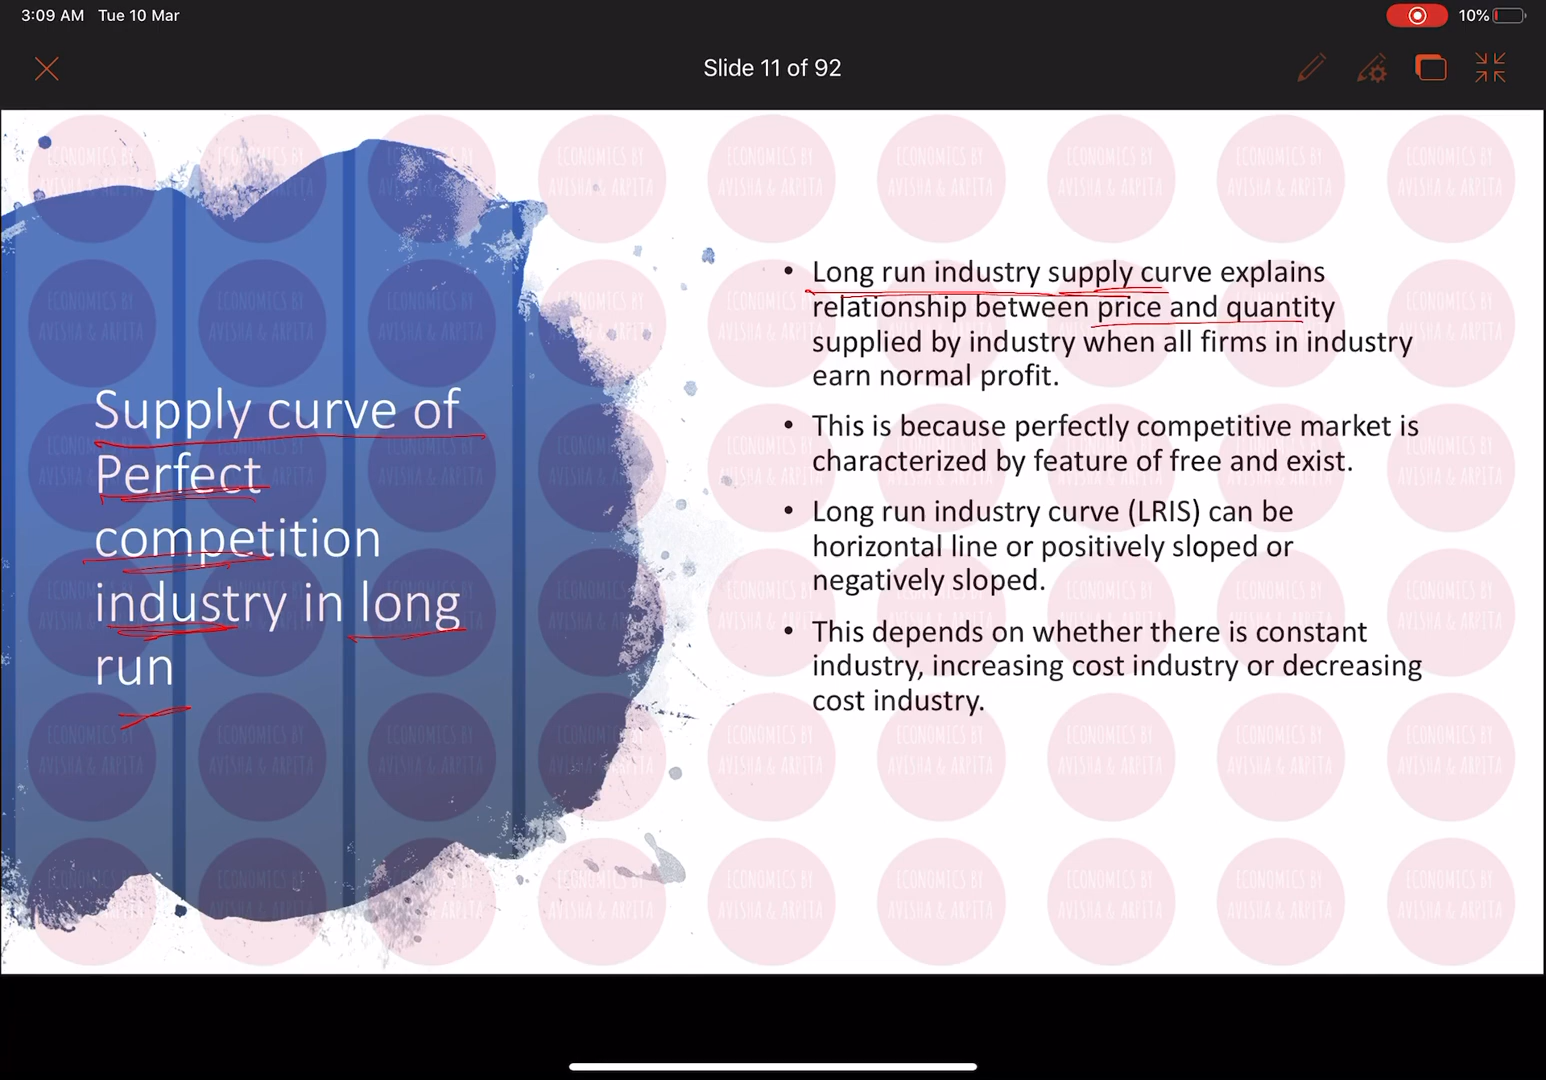 3:09 AM Tue 10 Mar
10%
Slide 11 of 92
Supply curve of
Perfect
competition
industry in long
run
• Long run industry supply curve explains
relationship between price and quantity
supplied by industry when all firms in industry
earn normal profit.
• This is because perfectly competitive market is
characterized by feature of free and exist.
• Long run industry curve (LRIS) can be
horizontal line or positively sloped or
negatively sloped.
• This depends on whether there is constant
industry, increasing cost industry or decreasing
cost industry.
ECONOMICS BY
AVISHA & ARPITA